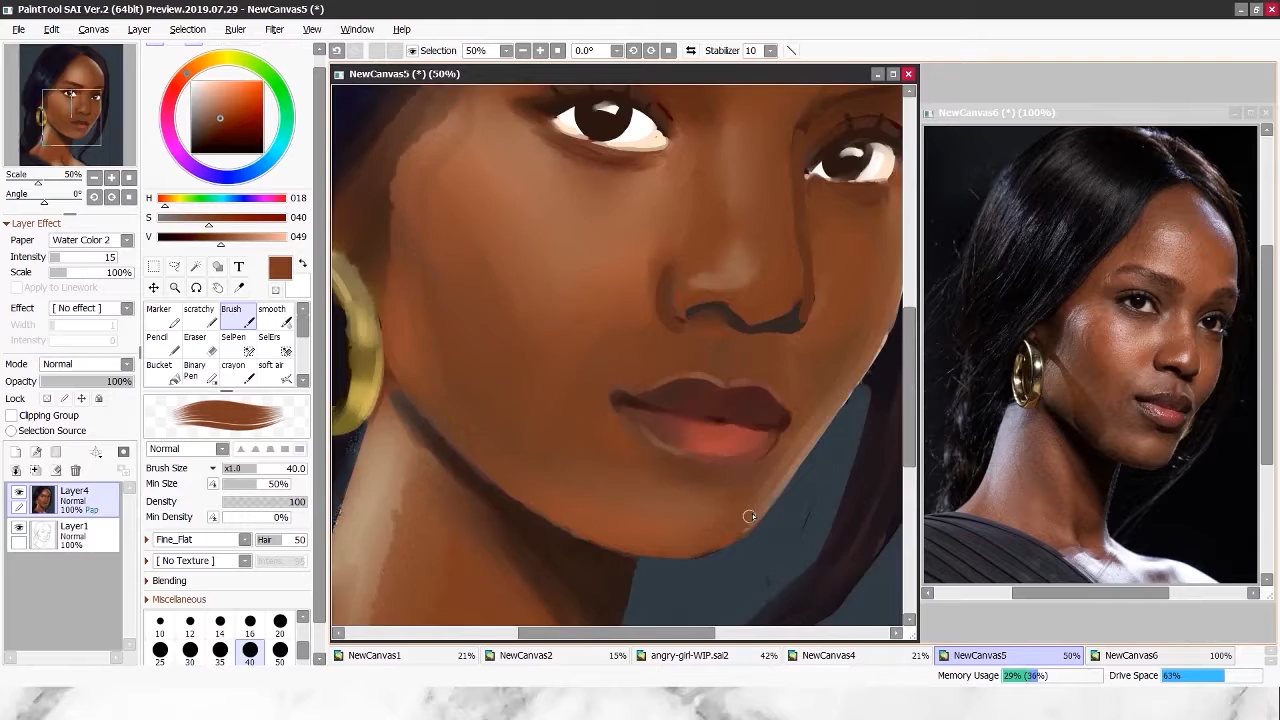 PaintTool SAI Ver.2 (64bit) Preview.2019.07.29 - NewCanvas5 (*)
File Edit Canvas Layer Selection Ruler Filter View Window Help
Selection 50% 0.0° Stabilizer 10
NewCanvas5 (*) (50%)
NewCanvas6 (*) (100%)
Scale 50%
Angle 0°
Layer Effect
Paper Water Color 2
Intensity 15
Scale 100%
Apply to Linework
Effect [ No effect ]
Width 1
Intensity 0
Mode Normal
Opacity 100%
Lock
Clipping Group
Selection Source
Layer4
Normal
100% Pap
Layer1
Normal
100%
H 018
S 040
V 049
T
Marker scratchy Brush smooth
Pencil Eraser SelPen SelErs
Bucket Binary Pen crayon soft air
Normal
Brush Size x1.0 40.0
Min Size 50%
Density 100
Min Density 0%
Fine_Flat Hair 50
[ No Texture ]
Blending
Miscellaneous
10 12 14 16 20
25 30 35 40 50
NewCanvas1 21% NewCanvas2 15% angry-girl-WIP.sai2 42% NewCanvas4 21% NewCanvas5 50% NewCanvas6 100%
Memory Usage 29% (36%) Drive Space 63%